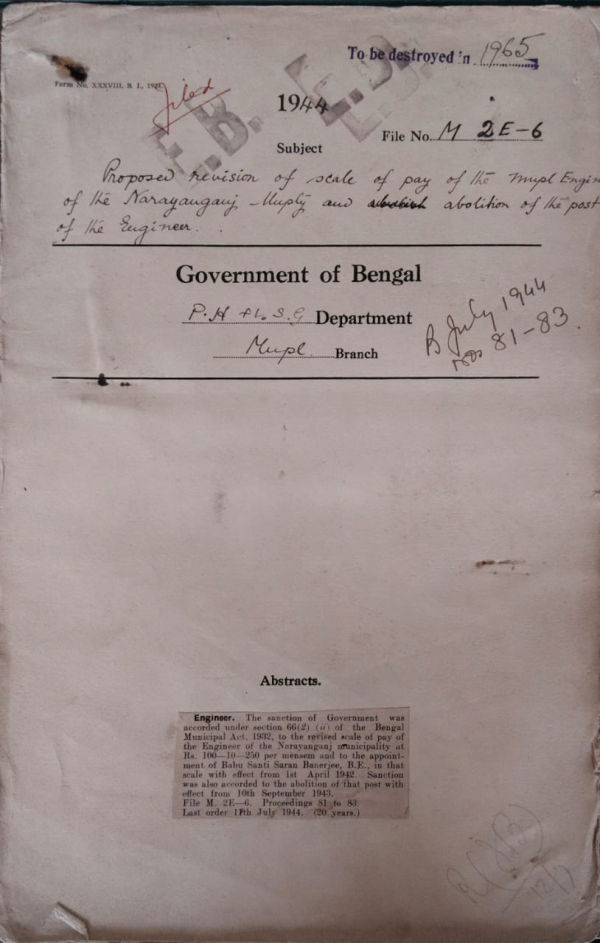 To be destroyed in 1965
Form No. XXXVIII. S. I.,
Filed
E.B.
E.B.
1944
File No. M 2E-6
Subject
Proposed revision of scale of pay of the Mupl Engin
of the Narayanganj Muplty and abolition of the post
of the Engineer.
Government of Bengal
P.H & L.S.G Department
B July 1944
Nos 81-83.
Mupl. Branch
Abstracts.
Engineer. The sanction of Government was
accorded under section 66(2) (ii) of the Bengal
Municipal Act, 1932, to the revised scale of pay of
the Engineer of the Narayanganj municipality at
Rs. 100—10—250 per mensem and to the appoint-
ment of Babu Santi Saran Banerjee, B.E., in that
scale with effect from 1st April 1942. Sanction
was also accorded to the abolition of that post with
effect from 10th September 1943.
File M. 2E—6. Proceedings 81 to 83.
Last order 11th July 1944. (20 years.)